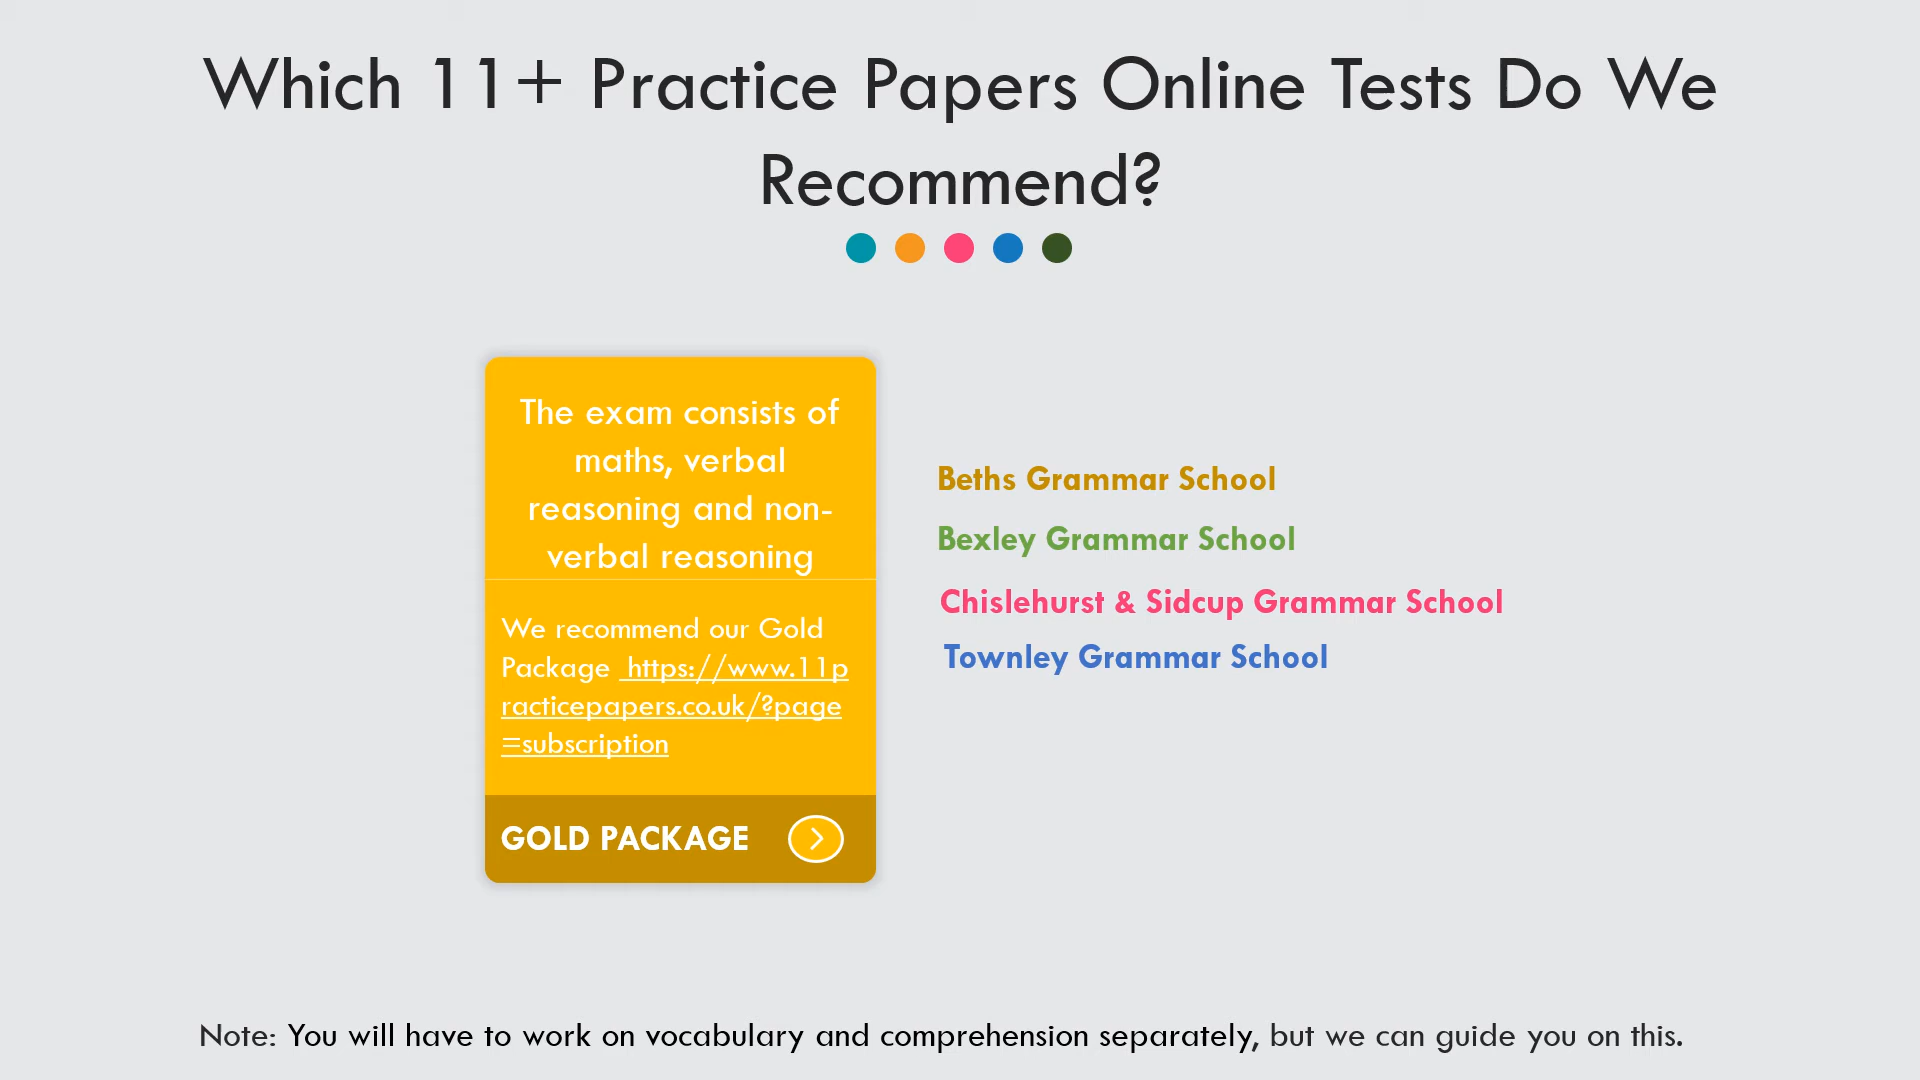 Which 11+ Practice Papers Online Tests Do We
Recommend?
The exam consists of
maths, verbal
reasoning and non-
verbal reasoning
We recommend our Gold
Package https://www.11p
racticepapers.co.uk/?page
=subscription
GOLD PACKAGE
Beths Grammar School
Bexley Grammar School
Chislehurst & Sidcup Grammar School
Townley Grammar School
Note: You will have to work on vocabulary and comprehension separately, but we can guide you on this.